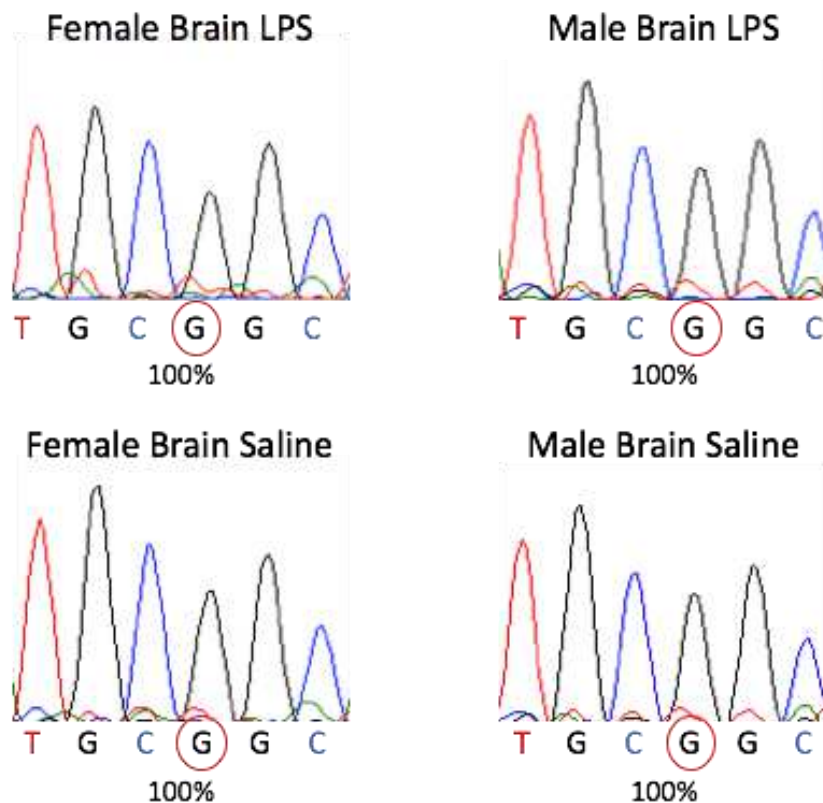 Female Brain LPS
T G C G G C
100%
Male Brain LPS
T G C G G C
100%
Female Brain Saline
T G C G G C
100%
Male Brain Saline
T G C G G C
100%